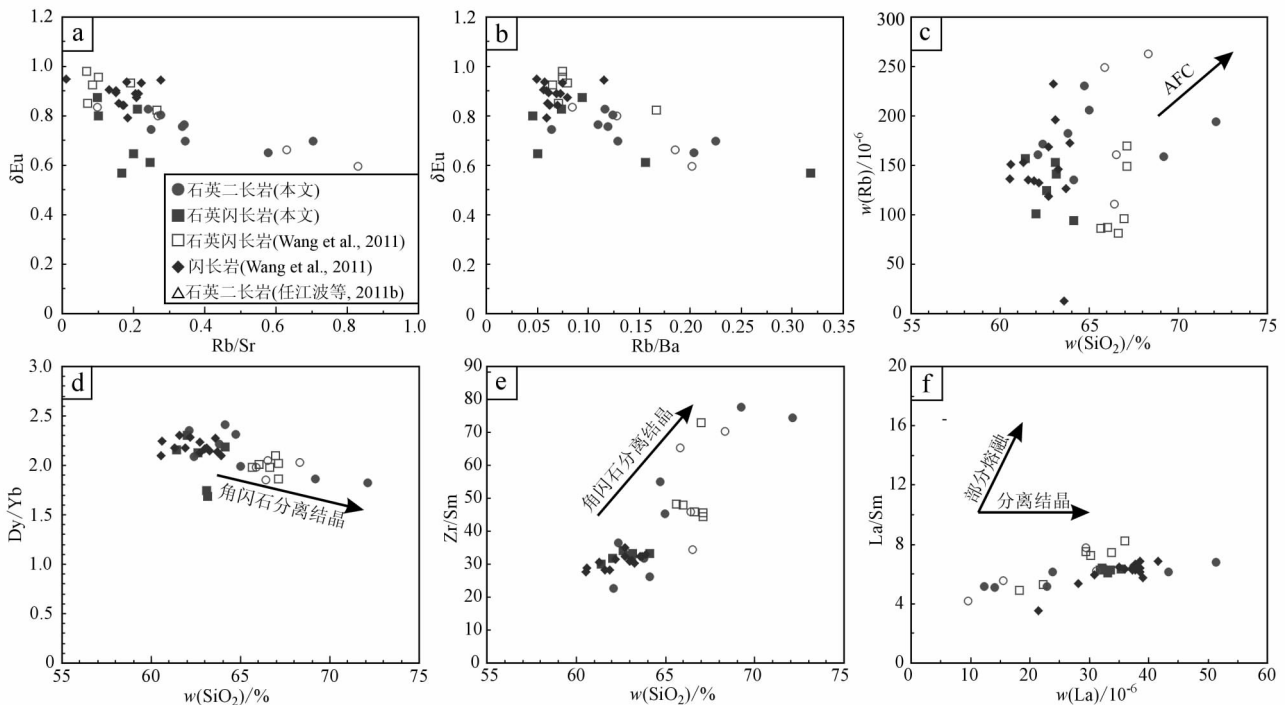 a
1.2
1.0
0.8
0.6
0.4
0.2
0
δEu
石英二长岩(本文)
石英闪长岩(本文)
石英闪长岩(Wang et al., 2011)
闪长岩(Wang et al., 2011)
石英二长岩(任江波等, 2011b)
0 0.2 0.4 0.6 0.8 1.0
Rb/Sr
b
1.2
1.0
0.8
0.6
0.4
0.2
0
δEu
0.05 0.10 0.15 0.20 0.25 0.30 0.35
Rb/Ba
c
300
250
200
150
100
50
0
w(Rb)/10⁻⁶
AFC
55 60 65 70 75
w(SiO₂)/%
d
3.0
2.5
2.0
1.5
1.0
0.5
0.0
Dy/Yb
角闪石分离结晶
55 60 65 70 75
w(SiO₂)/%
e
90
80
70
60
50
40
30
20
10
0
Zr/Sm
角闪石分离结晶
55 60 65 70 75
w(SiO₂)/%
f
20
16
12
8
4
0
La/Sm
部分熔融
分离结晶
0 10 20 30 40 50 60
w(La)/10⁻⁶